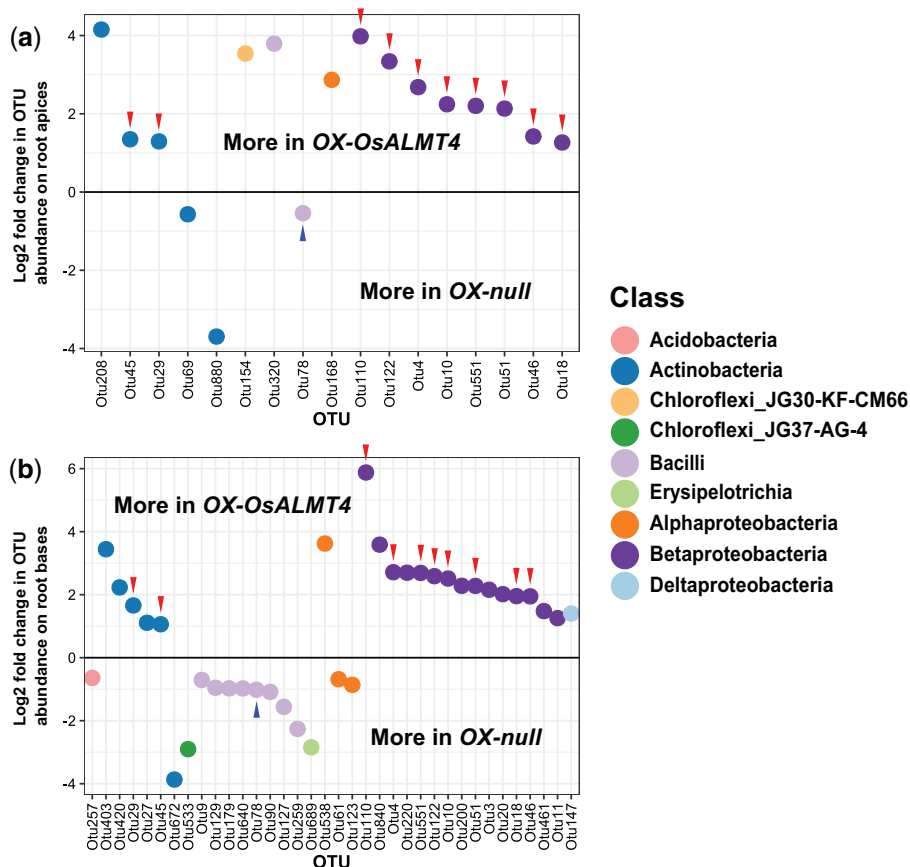 (a)
Log2 fold change in OTU
abundance on root apices
4
2
0
-2
-4
More in OX-OsALMT4
More in OX-null
Otu208
Otu45
Otu29
Otu69
Otu880
Otu154
Otu320
Otu78
Otu168
Otu110
Otu122
Otu4
Otu10
Otu551
Otu51
Otu46
Otu18
OTU
(b)
Log2 fold change in OTU
abundance on root bases
6
4
2
0
-2
-4
More in OX-OsALMT4
More in OX-null
Otu257
Otu403
Otu420
Otu29
Otu27
Otu45
Otu672
Otu533
Otu9
Otu129
Otu179
Otu640
Otu78
Otu90
Otu127
Otu259
Otu689
Otu538
Otu61
Otu123
Otu110
Otu840
Otu4
Otu220
Otu551
Otu122
Otu10
Otu200
Otu51
Otu3
Otu20
Otu18
Otu46
Otu461
Otu11
Otu147
OTU
Class
Acidobacteria
Actinobacteria
Chloroflexi_JG30-KF-CM66
Chloroflexi_JG37-AG-4
Bacilli
Erysipelotrichia
Alphaproteobacteria
Betaproteobacteria
Deltaproteobacteria